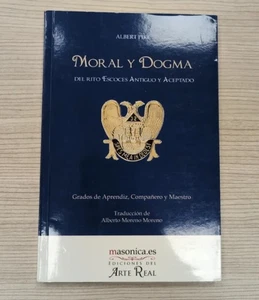 ALBERT PIKE
MORAL Y DOGMA
DEL RITO ESCOCÉS ANTIGUO Y ACEPTADO
Grados de Aprendiz, Compañero y Maestro
Traducción de
Alberto Moreno Moreno
masonica.es
EDICIONES DEL
ARTE REAL